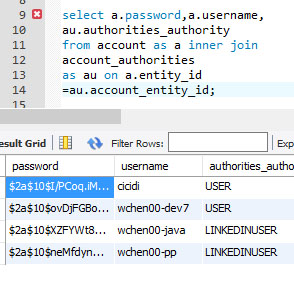 9 select a.password,a.username,
10 au.authorities_authority
11 from account as a inner join
12 account_authorities
13 as au on a.entity_id
14 =au.account_entity_id;
Result Grid Filter Rows: Exp
password username authorities_autho
$2a$10$I/PCoq.iM... cicidi USER
$2a$10$ovDjFGBo... wchen00-dev7 USER
$2a$10$XZFYWt8... wchen00-java LINKEDINUSER
$2a$10$neMfdyn... wchen00-pp LINKEDINUSER